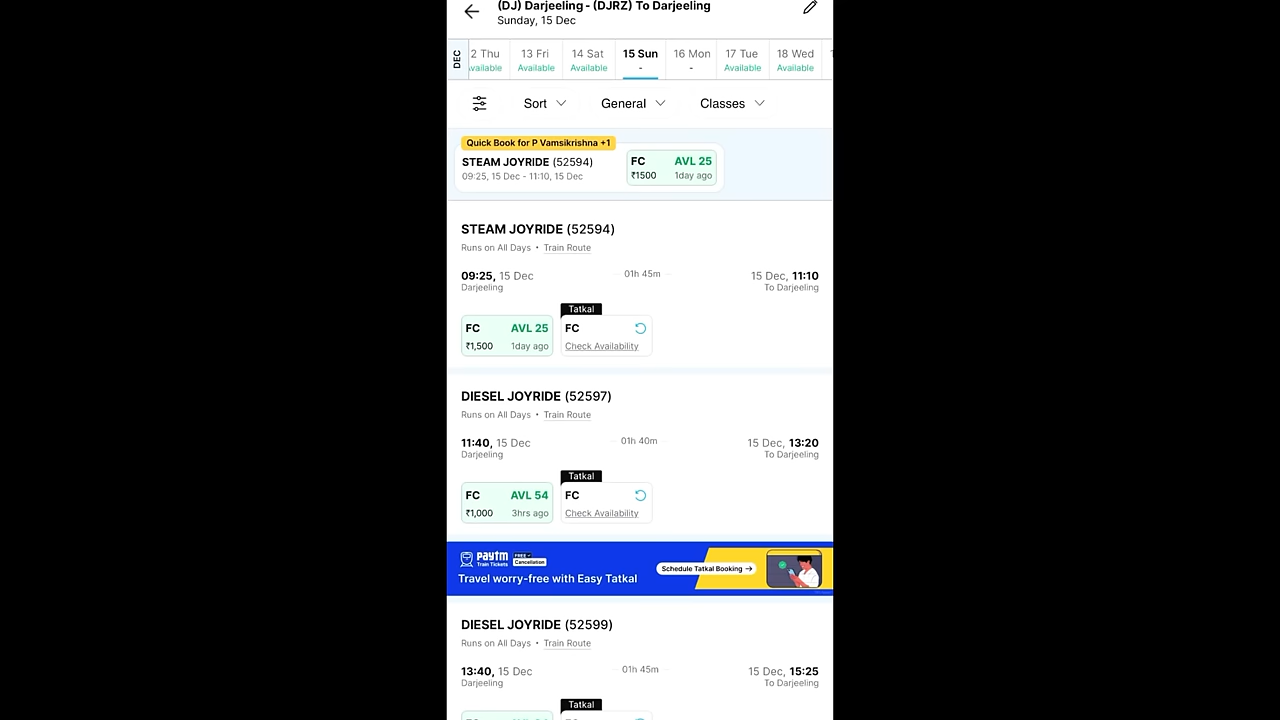 (DJ) Darjeeling - (DJRZ) To Darjeeling
Sunday, 15 Dec
DEC
2 Thu 13 Fri 14 Sat 15 Sun 16 Mon 17 Tue 18 Wed
vailable Available Available - - Available Available
Sort General Classes
Quick Book for P Vamsikrishna +1
STEAM JOYRIDE (52594) FC AVL 25
09:25, 15 Dec - 11:10, 15 Dec ₹1500 1day ago
STEAM JOYRIDE (52594)
Runs on All Days • Train Route
09:25, 15 Dec 01h 45m 15 Dec, 11:10
Darjeeling To Darjeeling
Tatkal
FC AVL 25 FC
₹1,500 1day ago Check Availability
DIESEL JOYRIDE (52597)
Runs on All Days • Train Route
11:40, 15 Dec 01h 40m 15 Dec, 13:20
Darjeeling To Darjeeling
Tatkal
FC AVL 54 FC
₹1,000 3hrs ago Check Availability
paytm FREE
Train Tickets Cancellation
Travel worry-free with Easy Tatkal Schedule Tatkal Booking →
DIESEL JOYRIDE (52599)
Runs on All Days • Train Route
13:40, 15 Dec 01h 45m 15 Dec, 15:25
Darjeeling To Darjeeling
Tatkal